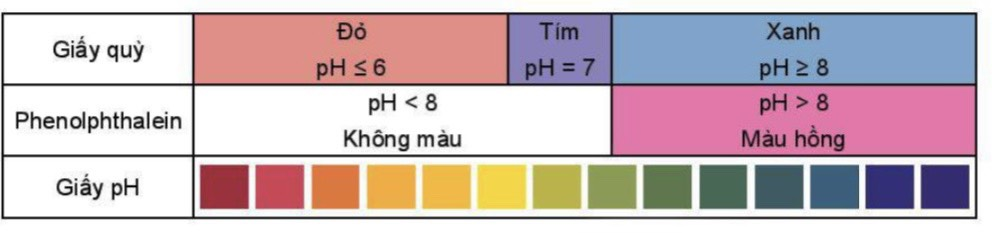 Giấy quỳ
Đỏ
pH ≤ 6
Tím
pH = 7
Xanh
pH ≥ 8
Phenolphthalein
pH < 8
Không màu
pH > 8
Màu hồng
Giấy pH